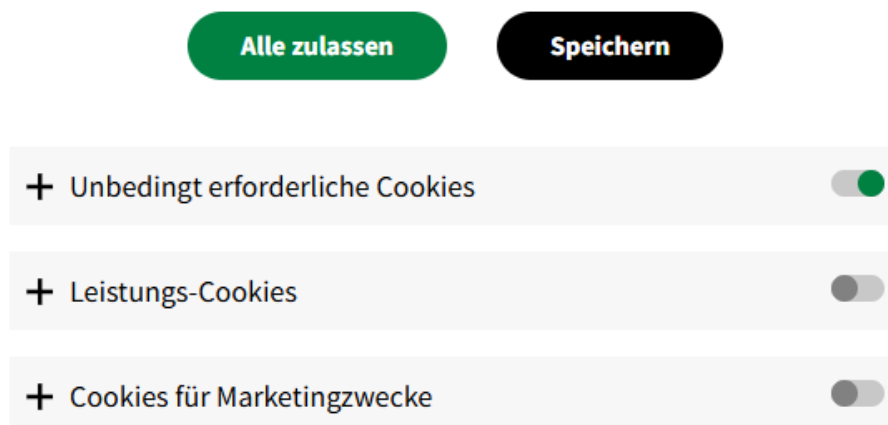 Alle zulassen Speichern
Unbedingt erforderliche Cookies
Leistungs-Cookies
Cookies für Marketingzwecke